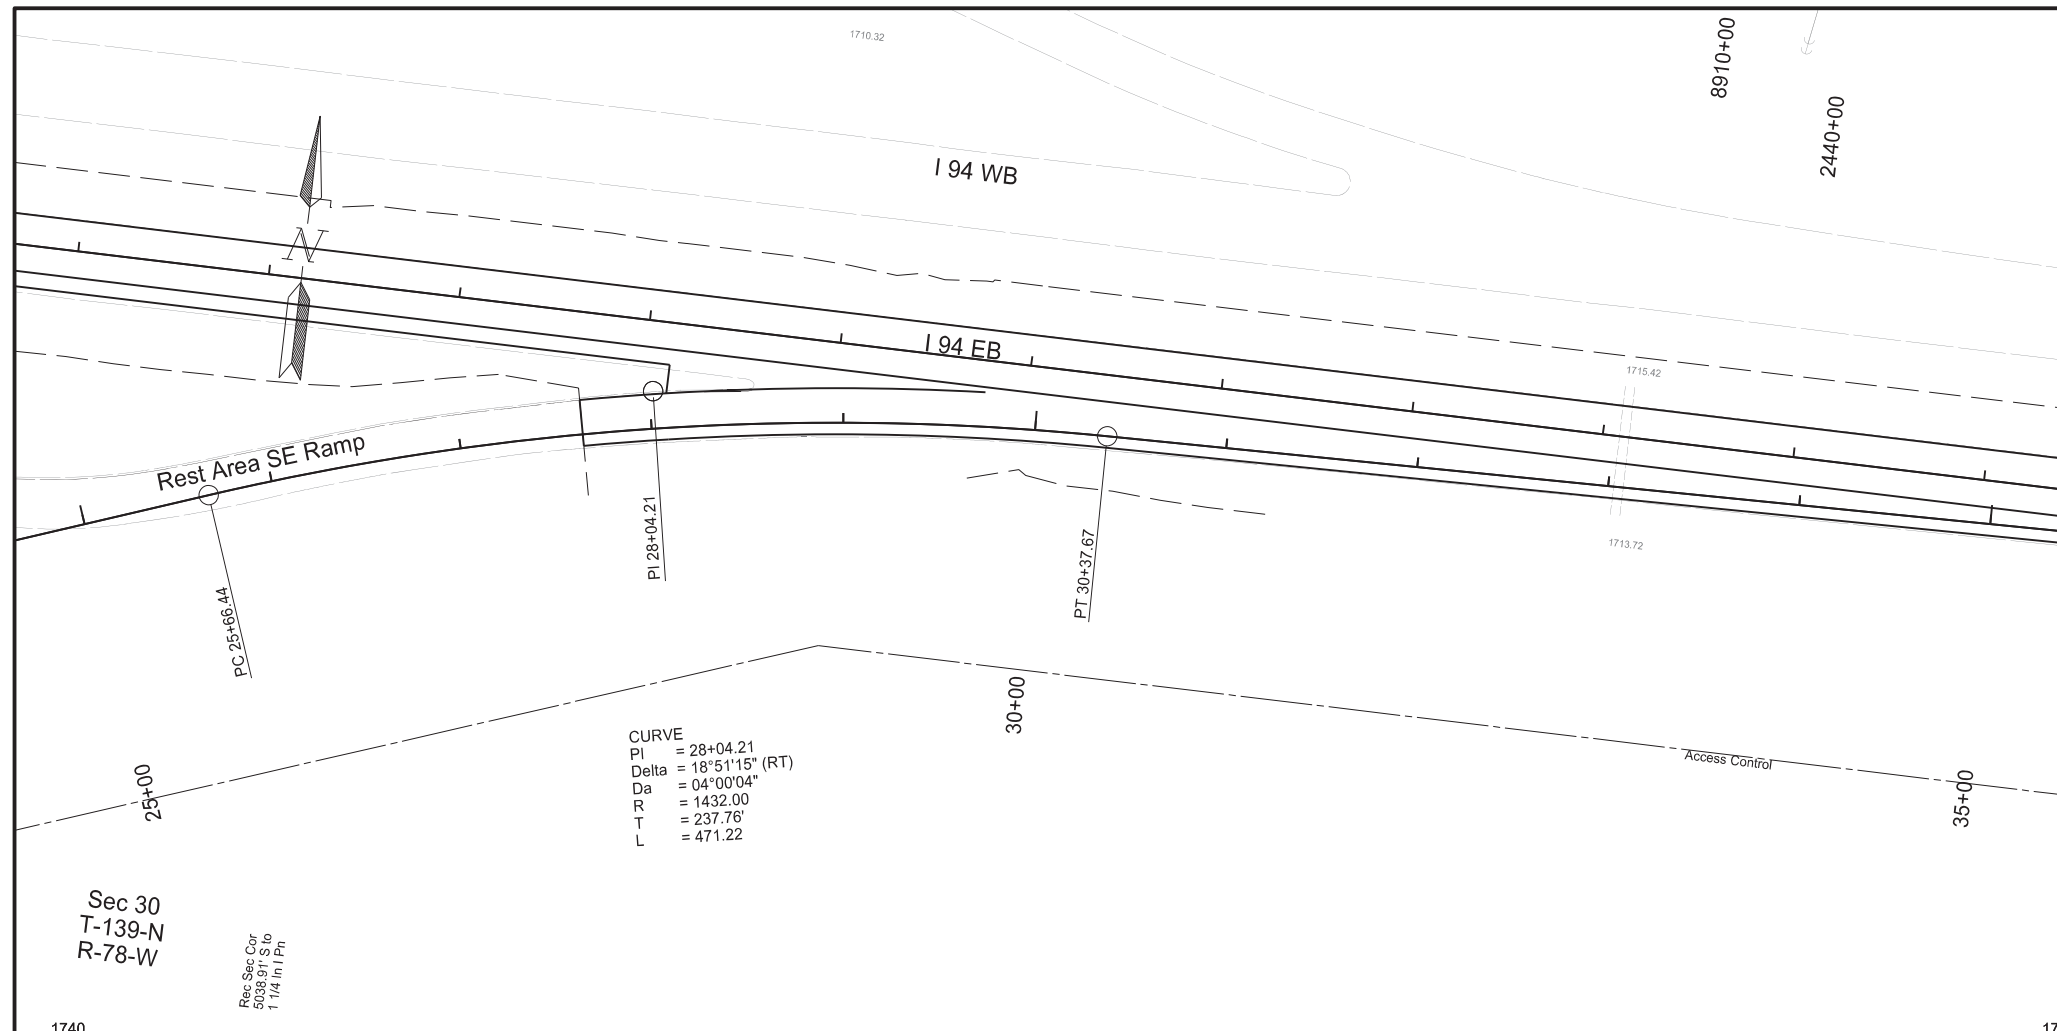 1710.32
8910+00
2440+00
I 94 WB
N
I 94 EB
1715.42
Rest Area SE Ramp
1713.72
PC 25+66.44
PI 28+04.21
PT 30+37.67
25+00
30+00
35+00
CURVE
PI = 28+04.21
Delta = 18°51'15" (RT)
Da = 04°00'04"
R = 1432.00
T = 237.76'
L = 471.22
Access Control
Sec 30
T-139-N
R-78-W
Rec Sec Cor
5038.91' S to
1 1/4 In I Pn
1740